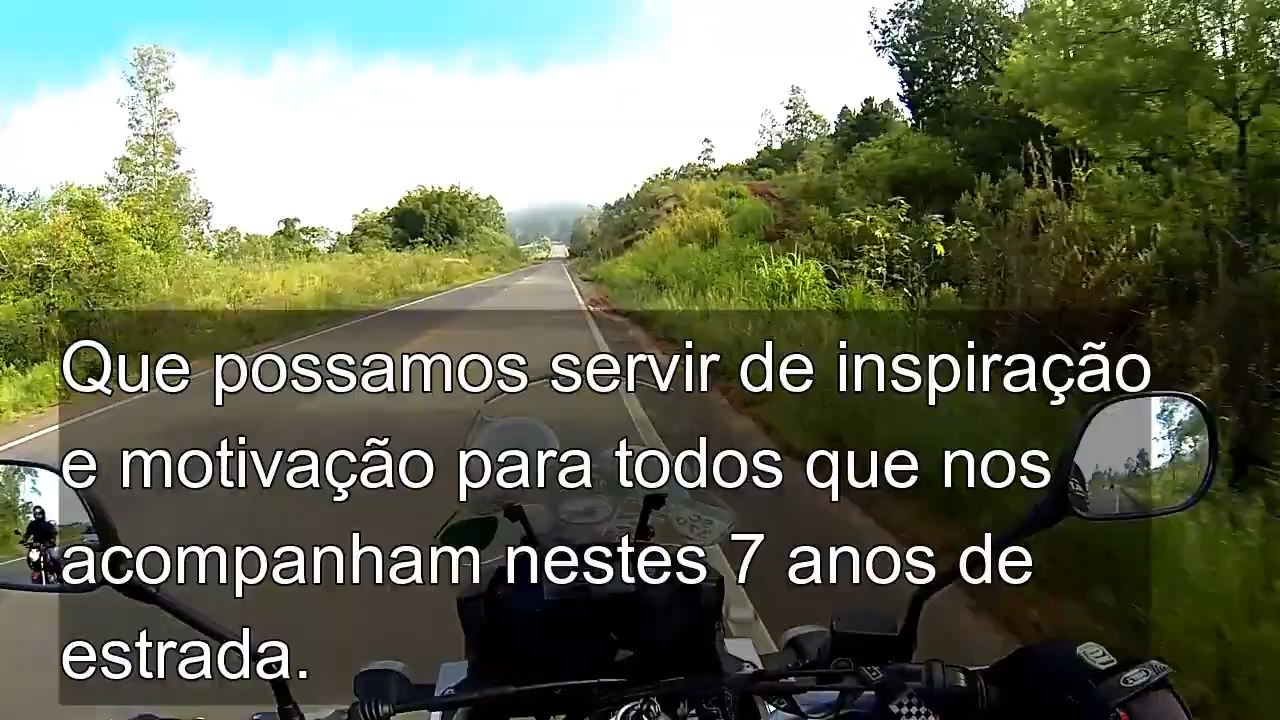 Que possamos servir de inspiração
e motivação para todos que nos
acompanham nestes 7 anos de
estrada.